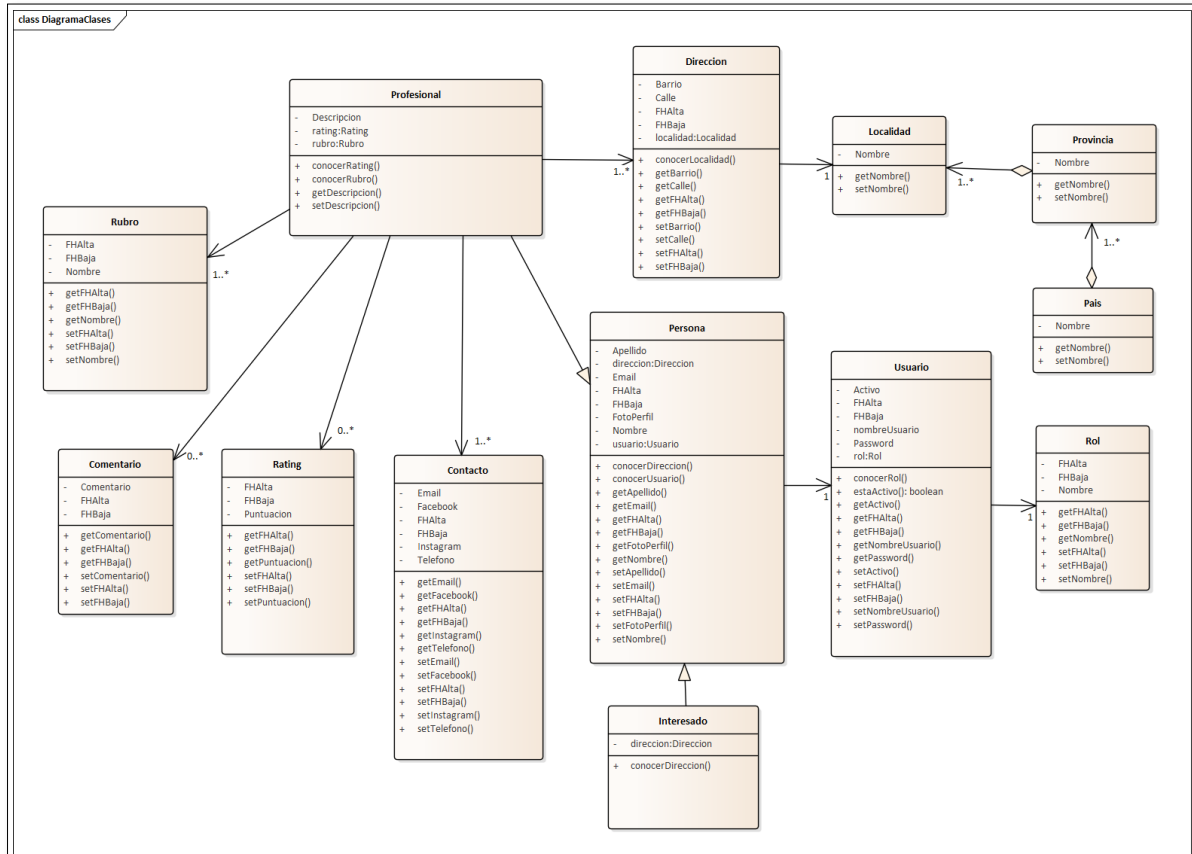 class DiagramaClases
Profesional
- Descripcion
- rating:Rating
- rubro:Rubro
+ conocerRating()
+ conocerRubro()
+ getDescripcion()
+ setDescripcion()
Direccion
- Barrio
- Calle
- FHAlta
- FHBaja
- localidad:Localidad
+ conocerLocalidad()
+ getBarrio()
+ getCalle()
+ getFHAlta()
+ getFHBaja()
+ setBarrio()
+ setCalle()
+ setFHAlta()
+ setFHBaja()
1..*
Localidad
- Nombre
+ getNombre()
+ setNombre()
1
1..*
Provincia
- Nombre
+ getNombre()
+ setNombre()
1..*
Pais
- Nombre
+ getNombre()
+ setNombre()
Rubro
- FHAlta
- FHBaja
- Nombre
+ getFHAlta()
+ getFHBaja()
+ getNombre()
+ setFHAlta()
+ setFHBaja()
+ setNombre()
1..*
Persona
- Apellido
- direccion:Direccion
- Email
- FHAlta
- FHBaja
- FotoPerfil
- Nombre
- usuario:Usuario
+ conocerDireccion()
+ conocerUsuario()
+ getApellido()
+ getEmail()
+ getFHAlta()
+ getFHBaja()
+ getFotoPerfil()
+ getNombre()
+ setApellido()
+ setEmail()
+ setFHAlta()
+ setFHBaja()
+ setFotoPerfil()
+ setNombre()
Usuario
- Activo
- FHAlta
- FHBaja
- nombreUsuario
- Password
- rol:Rol
+ conocerRol()
+ estaActivo(): boolean
+ getActivo()
+ getFHAlta()
+ getFHBaja()
+ getNombreUsuario()
+ getPassword()
+ setActivo()
+ setFHAlta()
+ setFHBaja()
+ setNombreUsuario()
+ setPassword()
1
Rol
- FHAlta
- FHBaja
- Nombre
+ getFHAlta()
+ getFHBaja()
+ getNombre()
+ setFHAlta()
+ setFHBaja()
+ setNombre()
1
Comentario
- Comentario
- FHAlta
- FHBaja
+ getComentario()
+ getFHAlta()
+ getFHBaja()
+ setComentario()
+ setFHAlta()
+ setFHBaja()
0..*
Rating
- FHAlta
- FHBaja
- Puntuacion
+ getFHAlta()
+ getFHBaja()
+ getPuntuacion()
+ setFHAlta()
+ setFHBaja()
+ setPuntuacion()
0..*
Contacto
- Email
- Facebook
- FHAlta
- FHBaja
- Instagram
- Telefono
+ getEmail()
+ getFacebook()
+ getFHAlta()
+ getFHBaja()
+ getInstagram()
+ getTelefono()
+ setEmail()
+ setFacebook()
+ setFHAlta()
+ setFHBaja()
+ setInstagram()
+ setTelefono()
1..*
Interesado
- direccion:Direccion
+ conocerDireccion()